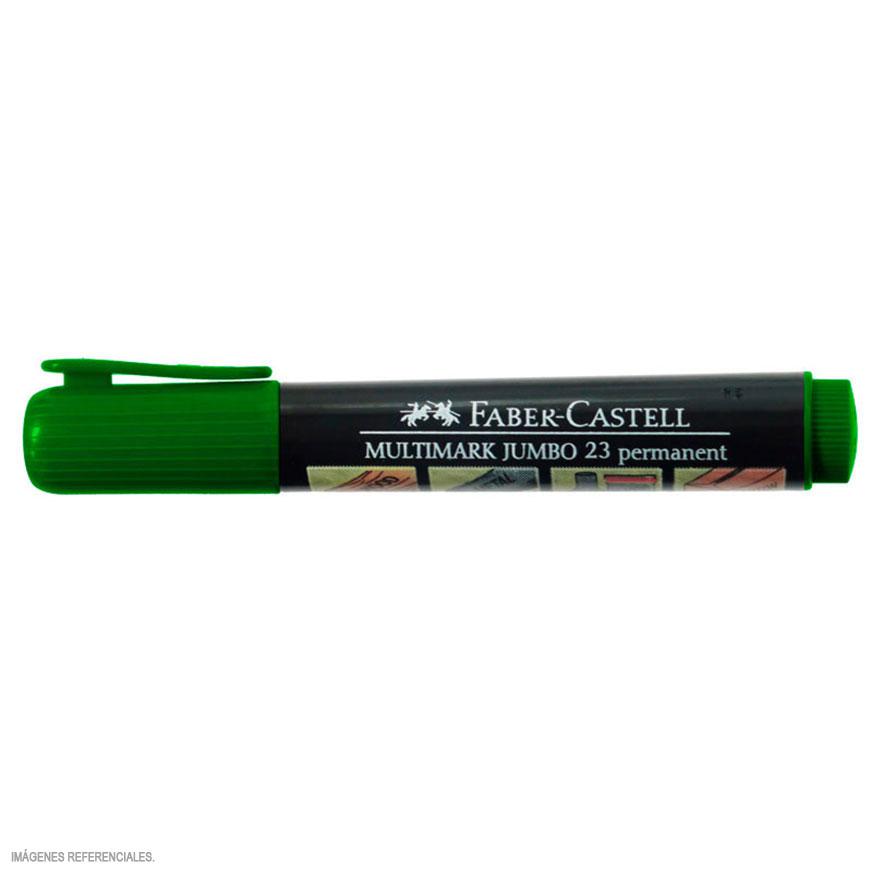 FABER-CASTELL
MULTIMARK JUMBO 23 permanent
IMÁGENES REFERENCIALES.